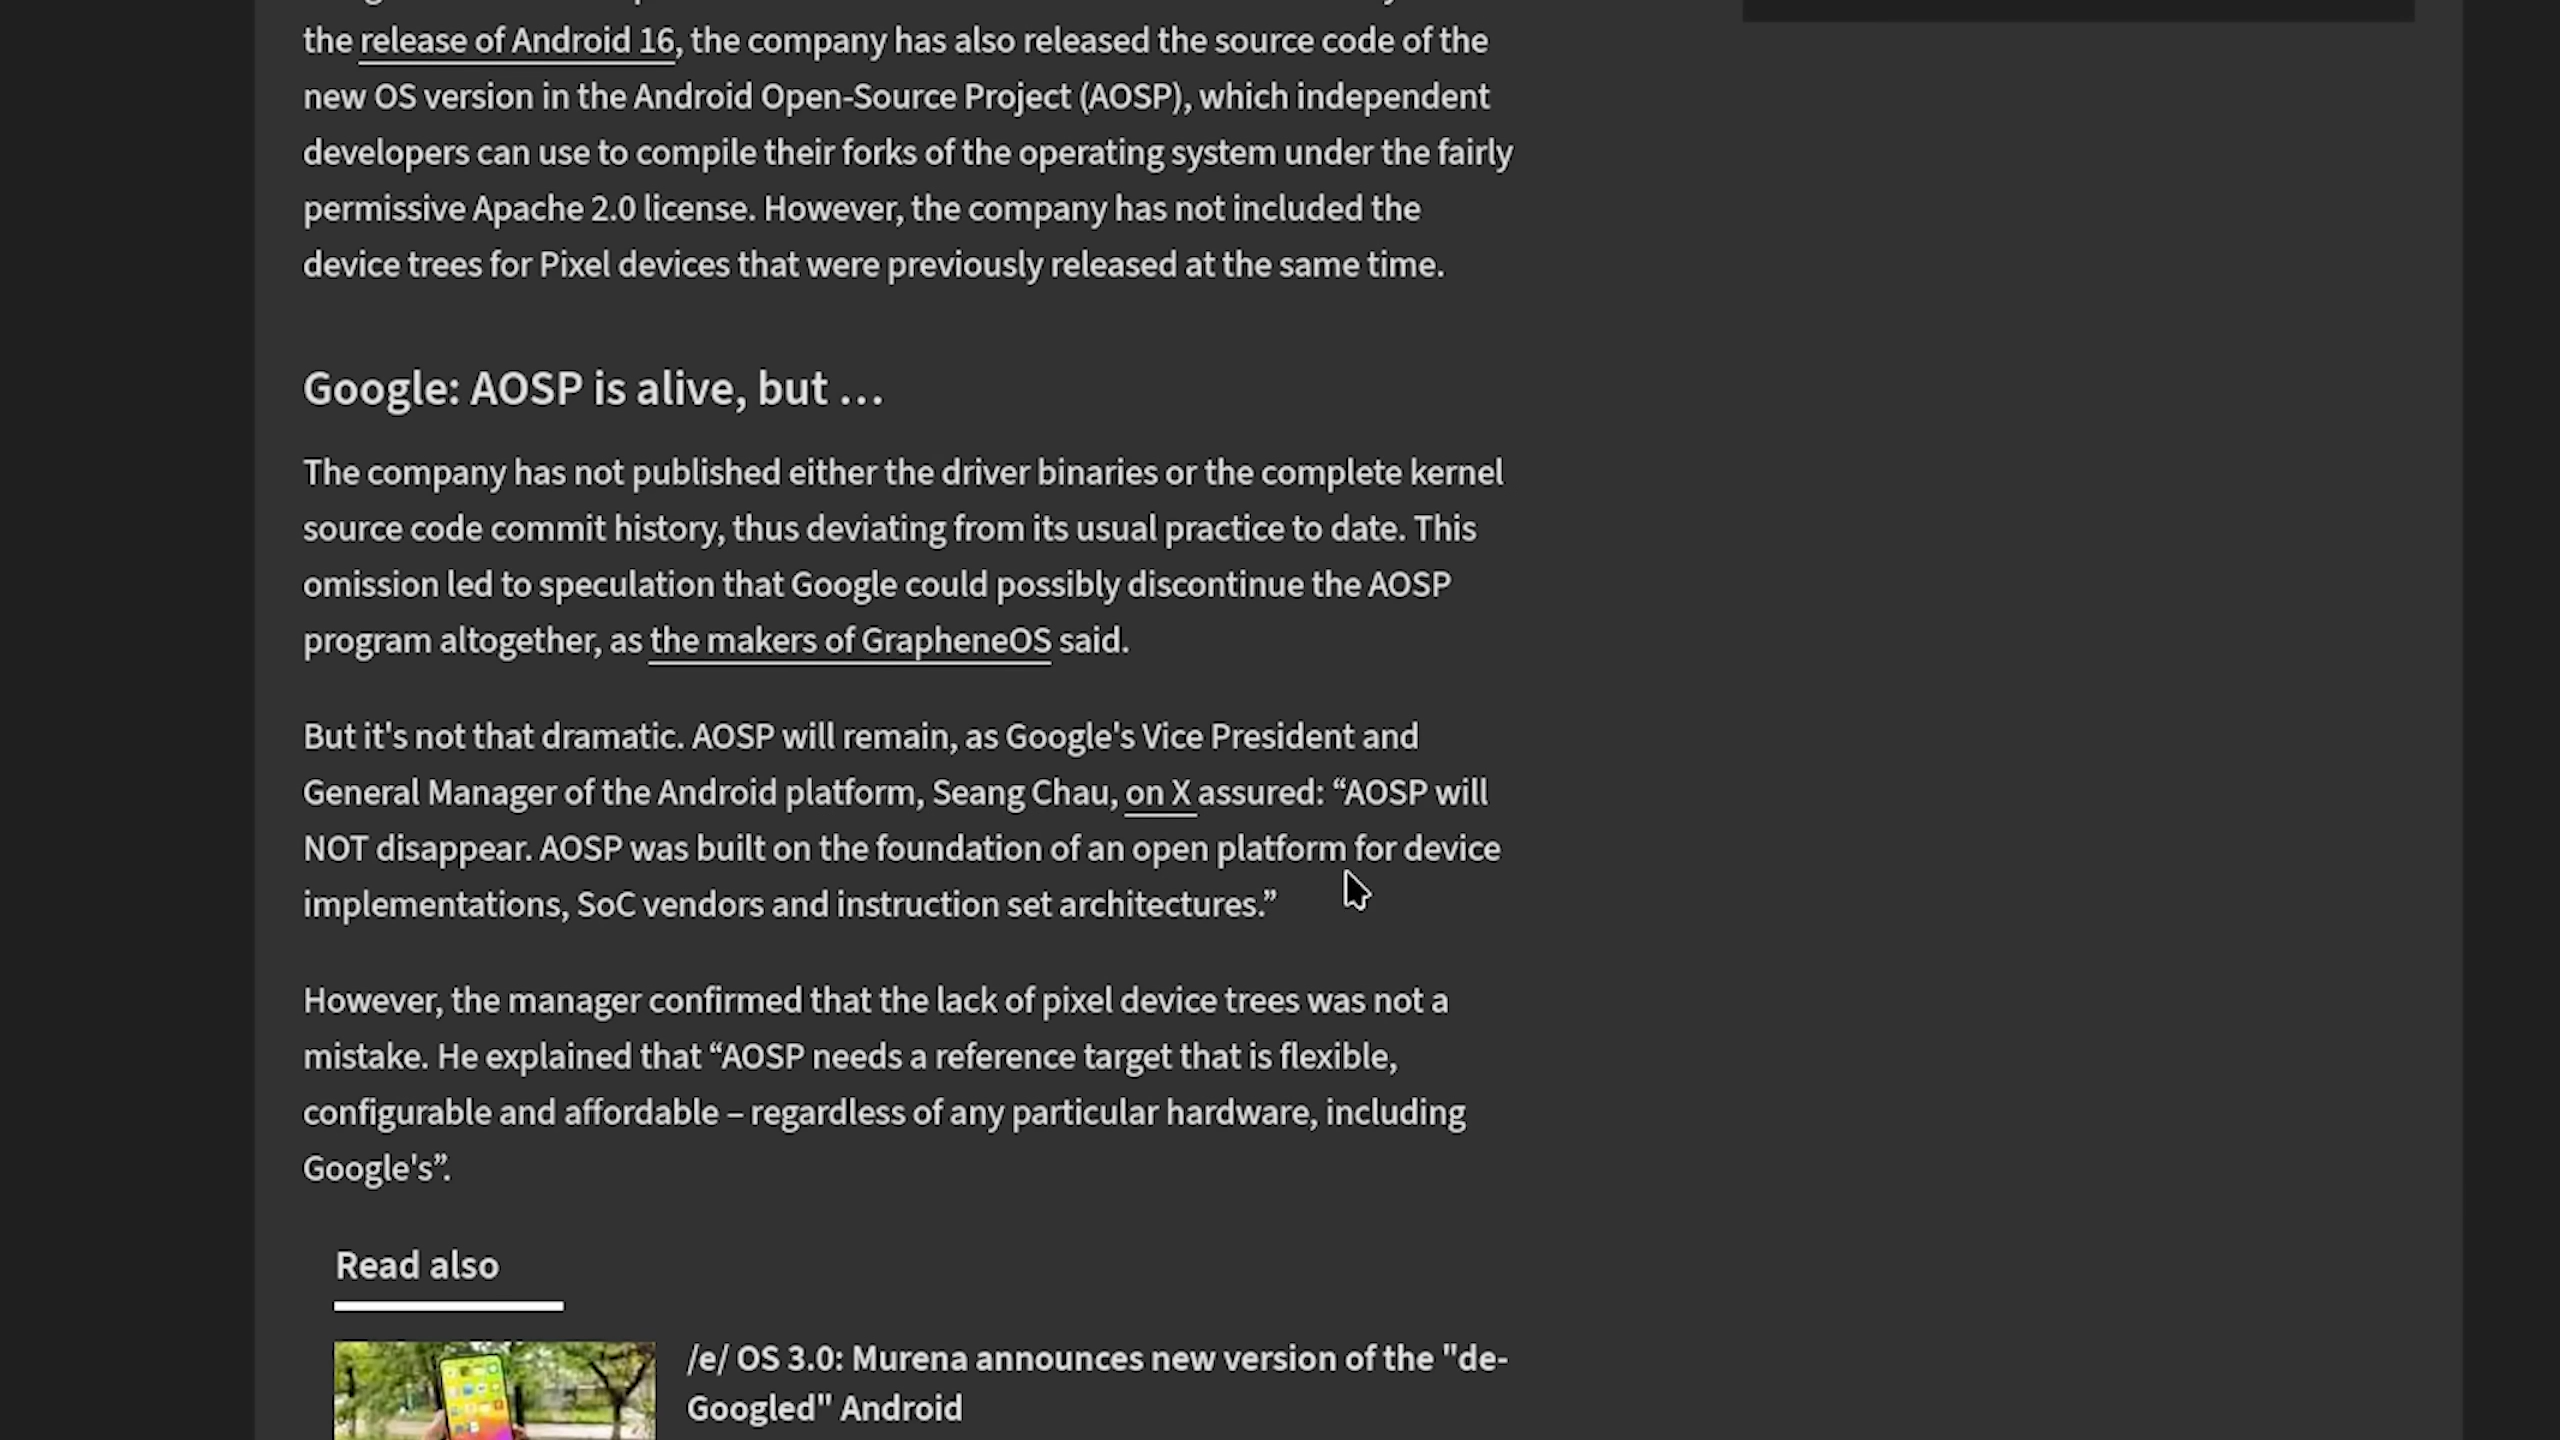 the release of Android 16, the company has also released the source code of the
new OS version in the Android Open-Source Project (AOSP), which independent
developers can use to compile their forks of the operating system under the fairly
permissive Apache 2.0 license. However, the company has not included the
device trees for Pixel devices that were previously released at the same time.
Google: AOSP is alive, but …
The company has not published either the driver binaries or the complete kernel
source code commit history, thus deviating from its usual practice to date. This
omission led to speculation that Google could possibly discontinue the AOSP
program altogether, as the makers of GrapheneOS said.
But it's not that dramatic. AOSP will remain, as Google's Vice President and
General Manager of the Android platform, Seang Chau, on X assured: “AOSP will
NOT disappear. AOSP was built on the foundation of an open platform for device
implementations, SoC vendors and instruction set architectures.”
However, the manager confirmed that the lack of pixel device trees was not a
mistake. He explained that “AOSP needs a reference target that is flexible,
configurable and affordable – regardless of any particular hardware, including
Google's”.
Read also
/e/ OS 3.0: Murena announces new version of the "de-
Googled" Android